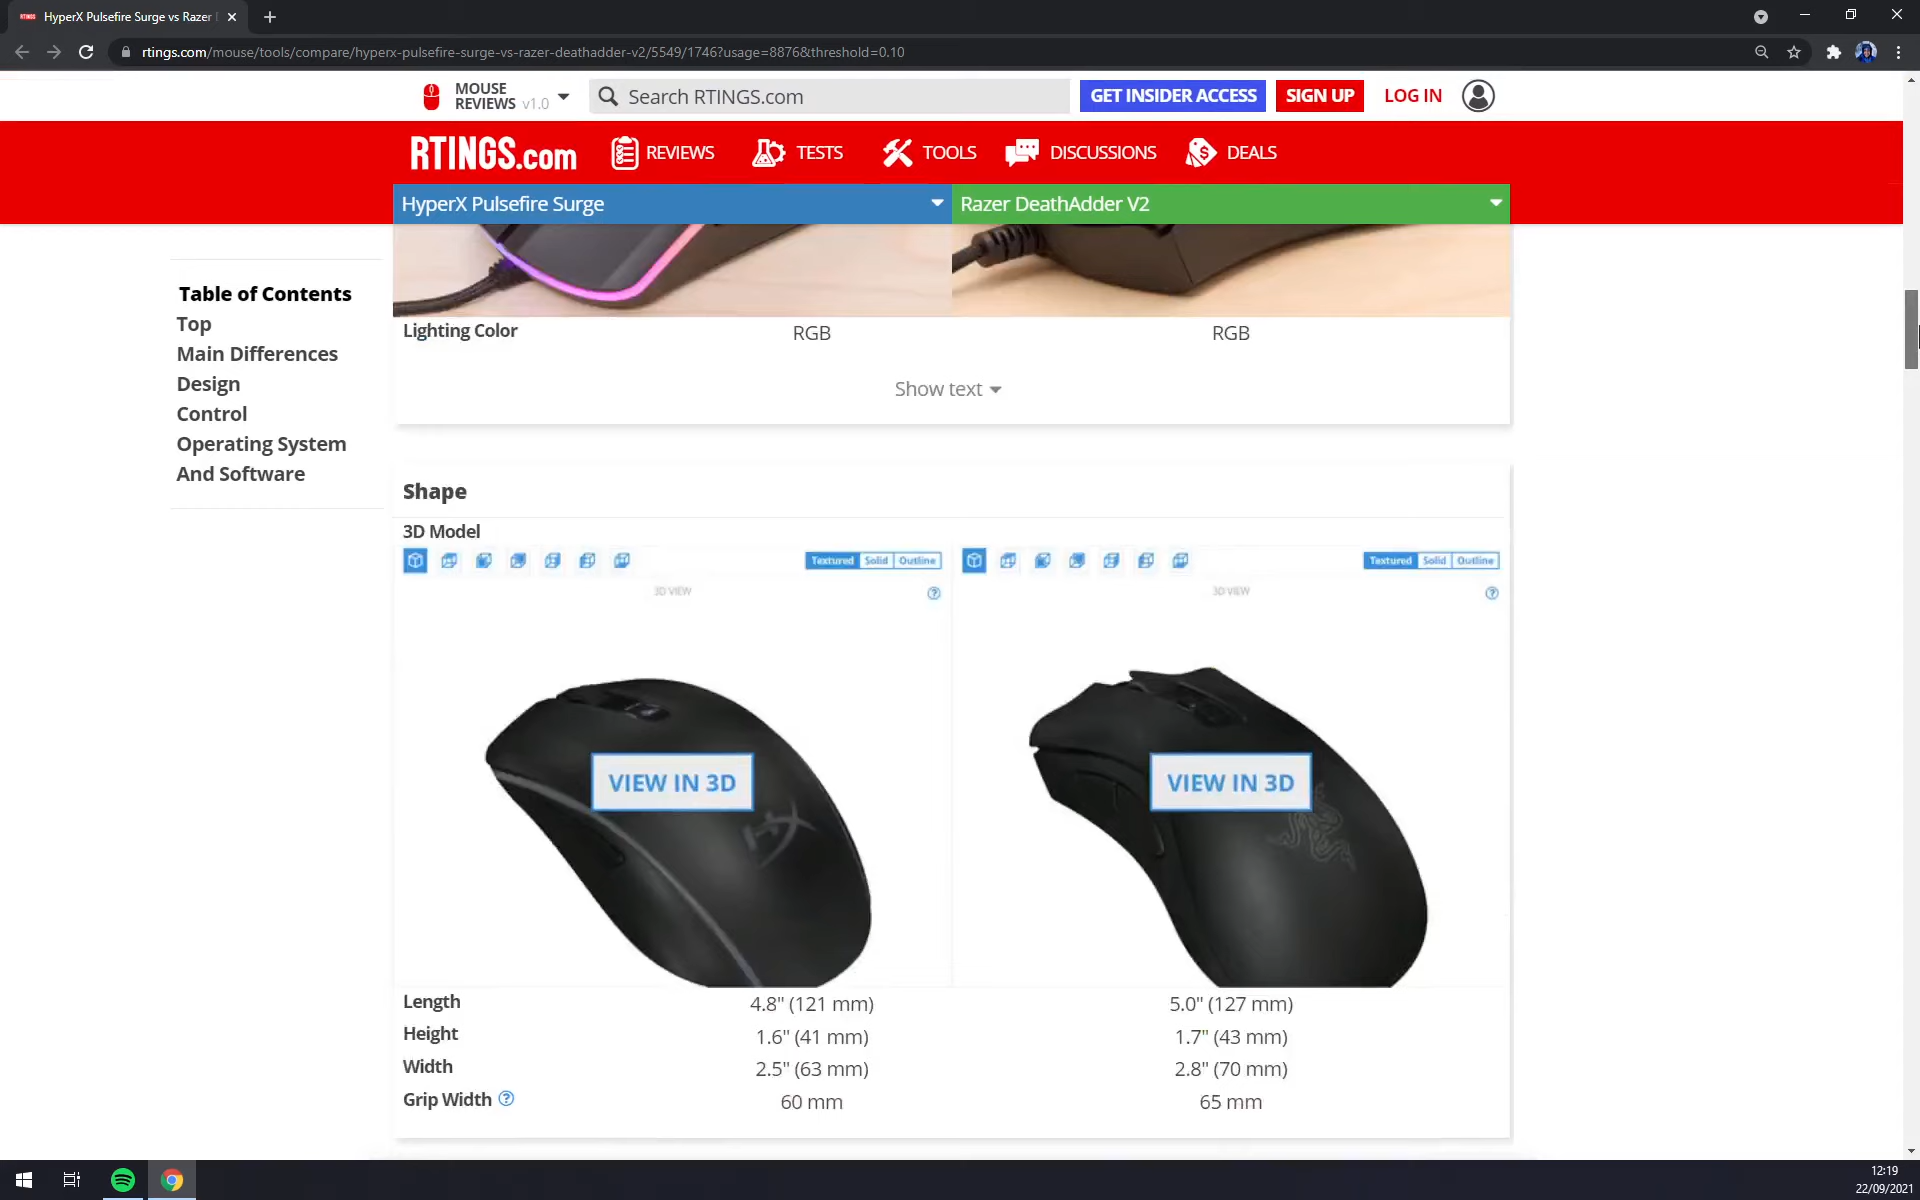 HyperX Pulsefire Surge vs Razer
rtings.com/mouse/tools/compare/hyperx-pulsefire-surge-vs-razer-deathadder-v2/5549/1746?usage=8876&threshold=0.10
MOUSE
REVIEWS v1.0
Search RTINGS.com
GET INSIDER ACCESS
SIGN UP
LOG IN
RTINGS.com
REVIEWS
TESTS
TOOLS
DISCUSSIONS
DEALS
HyperX Pulsefire Surge
Razer DeathAdder V2
Table of Contents
Top
Main Differences
Design
Control
Operating System
And Software
Lighting Color RGB RGB
Show text
Shape
3D Model
Textured Solid Outline Textured Solid Outline
3D VIEW 3D VIEW
VIEW IN 3D VIEW IN 3D
Length 4.8" (121 mm) 5.0" (127 mm)
Height 1.6" (41 mm) 1.7" (43 mm)
Width 2.5" (63 mm) 2.8" (70 mm)
Grip Width 60 mm 65 mm
12:19
22/09/2021